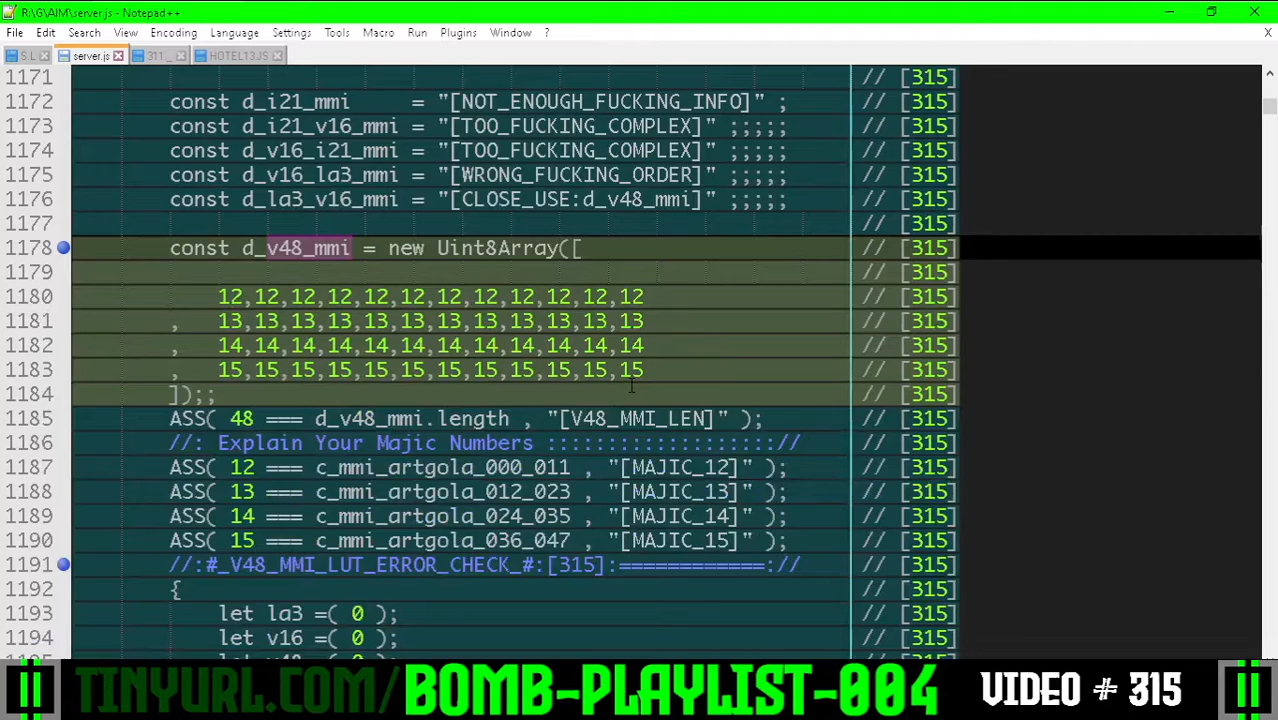 R:\G\AIM\server.js - Notepad++
File Edit Search View Encoding Language Settings Tools Macro Run Plugins Window ? X
S.L server.js 311_ HOTEL13.JS
1171 // [315]
1172 const d_i21_mmi = "[NOT_ENOUGH_FUCKING_INFO]" ; // [315]
1173 const d_i21_v16_mmi = "[TOO_FUCKING_COMPLEX]" ;;;;; // [315]
1174 const d_v16_i21_mmi = "[TOO_FUCKING_COMPLEX]" ;;;;; // [315]
1175 const d_v16_la3_mmi = "[WRONG_FUCKING_ORDER]" ;;;;; // [315]
1176 const d_la3_v16_mmi = "[CLOSE_USE:d_v48_mmi]" ;;;;; // [315]
1177 // [315]
1178 const d_v48_mmi = new Uint8Array([ // [315]
1179 // [315]
1180 12,12,12,12,12,12,12,12,12,12,12,12 // [315]
1181 , 13,13,13,13,13,13,13,13,13,13,13,13 // [315]
1182 , 14,14,14,14,14,14,14,14,14,14,14,14 // [315]
1183 , 15,15,15,15,15,15,15,15,15,15,15,15 // [315]
1184 ]);; // [315]
1185 ASS( 48 === d_v48_mmi.length , "[V48_MMI_LEN]" ); // [315]
1186 //: Explain Your Majic Numbers :::::::::::::::::::// // [315]
1187 ASS( 12 === c_mmi_artgola_000_011 , "[MAJIC_12]" ); // [315]
1188 ASS( 13 === c_mmi_artgola_012_023 , "[MAJIC_13]" ); // [315]
1189 ASS( 14 === c_mmi_artgola_024_035 , "[MAJIC_14]" ); // [315]
1190 ASS( 15 === c_mmi_artgola_036_047 , "[MAJIC_15]" ); // [315]
1191 //:#_V48_MMI_LUT_ERROR_CHECK_#:[315]:============:// // [315]
1192 { // [315]
1193 let la3 =( 0 ); // [315]
1194 let v16 =( 0 ); // [315]
TINYURL.COM/BOMB-PLAYLIST-004 VIDEO # 315